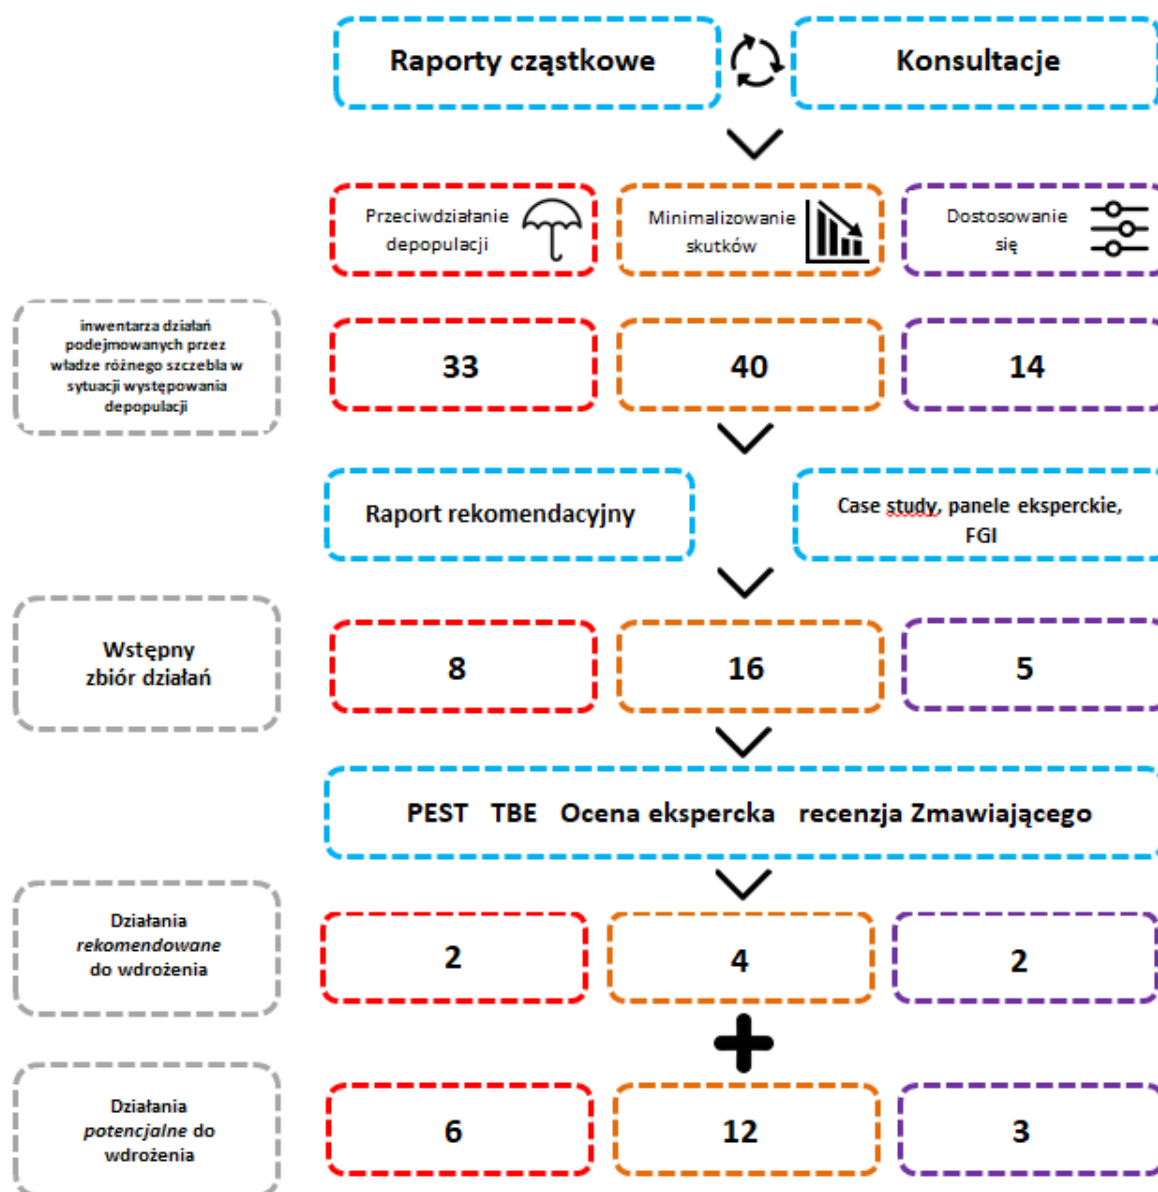 Raporty cząstkowe
Konsultacje
Przeciwdziałanie
depopulacji
Minimalizowanie
skutków
Dostosowanie
się
inwentarza działań
podejmowanych przez
władze różnego szczebla w
sytuacji występowania
depopulacji
33
40
14
Raport rekomendacyjny
Case study, panele eksperckie,
FGI
Wstępny
zbiór działań
8
16
5
PEST TBE Ocena ekspercka recenzja Zmawiającego
Działania
rekomendowane
do wdrożenia
2
4
2
Działania
potencjalne do
wdrożenia
6
12
3